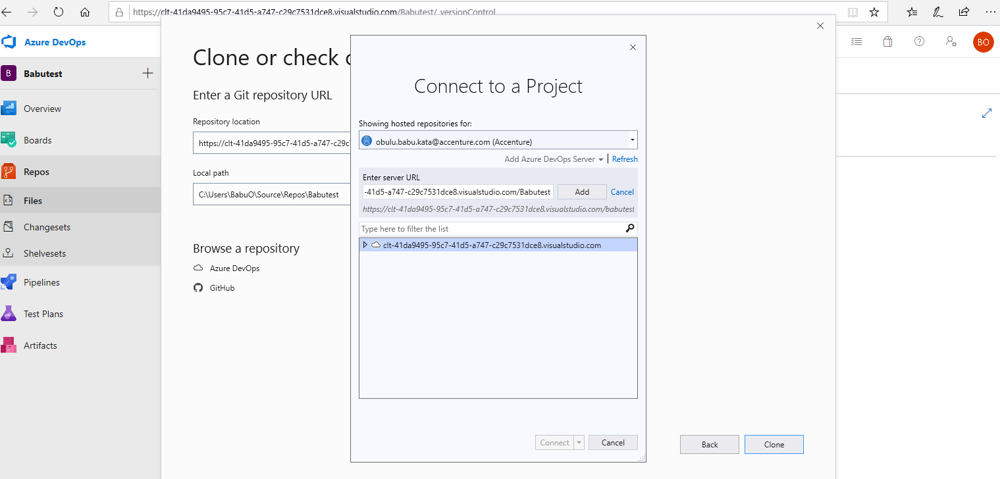 https://clt-41da9495-95c7-41d5-a747-c29c7531dce8.visualstudio.com/Babutest/_versionControl
Azure DevOps
BO
B
Babutest
Overview
Boards
Repos
Files
Changesets
Shelvesets
Pipelines
Test Plans
Artifacts
Clone or check
Enter a Git repository URL
Repository location
https://clt-41da9495-95c7-41d5-a747-c29c7
Local path
C:\Users\BabuO\Source\Repos\Babutest
Browse a repository
Azure DevOps
GitHub
Back
Clone
Connect to a Project
Showing hosted repositories for:
obulu.babu.kata@accenture.com (Accenture)
Add Azure DevOps Server
Refresh
Enter server URL
-41d5-a747-c29c7531dce8.visualstudio.com/Babutest
Add
Cancel
https://clt-41da9495-95c7-41d5-a747-c29c7531dce8.visualstudio.com/babutest
Type here to filter the list
clt-41da9495-95c7-41d5-a747-c29c7531dce8.visualstudio.com
Connect
Cancel